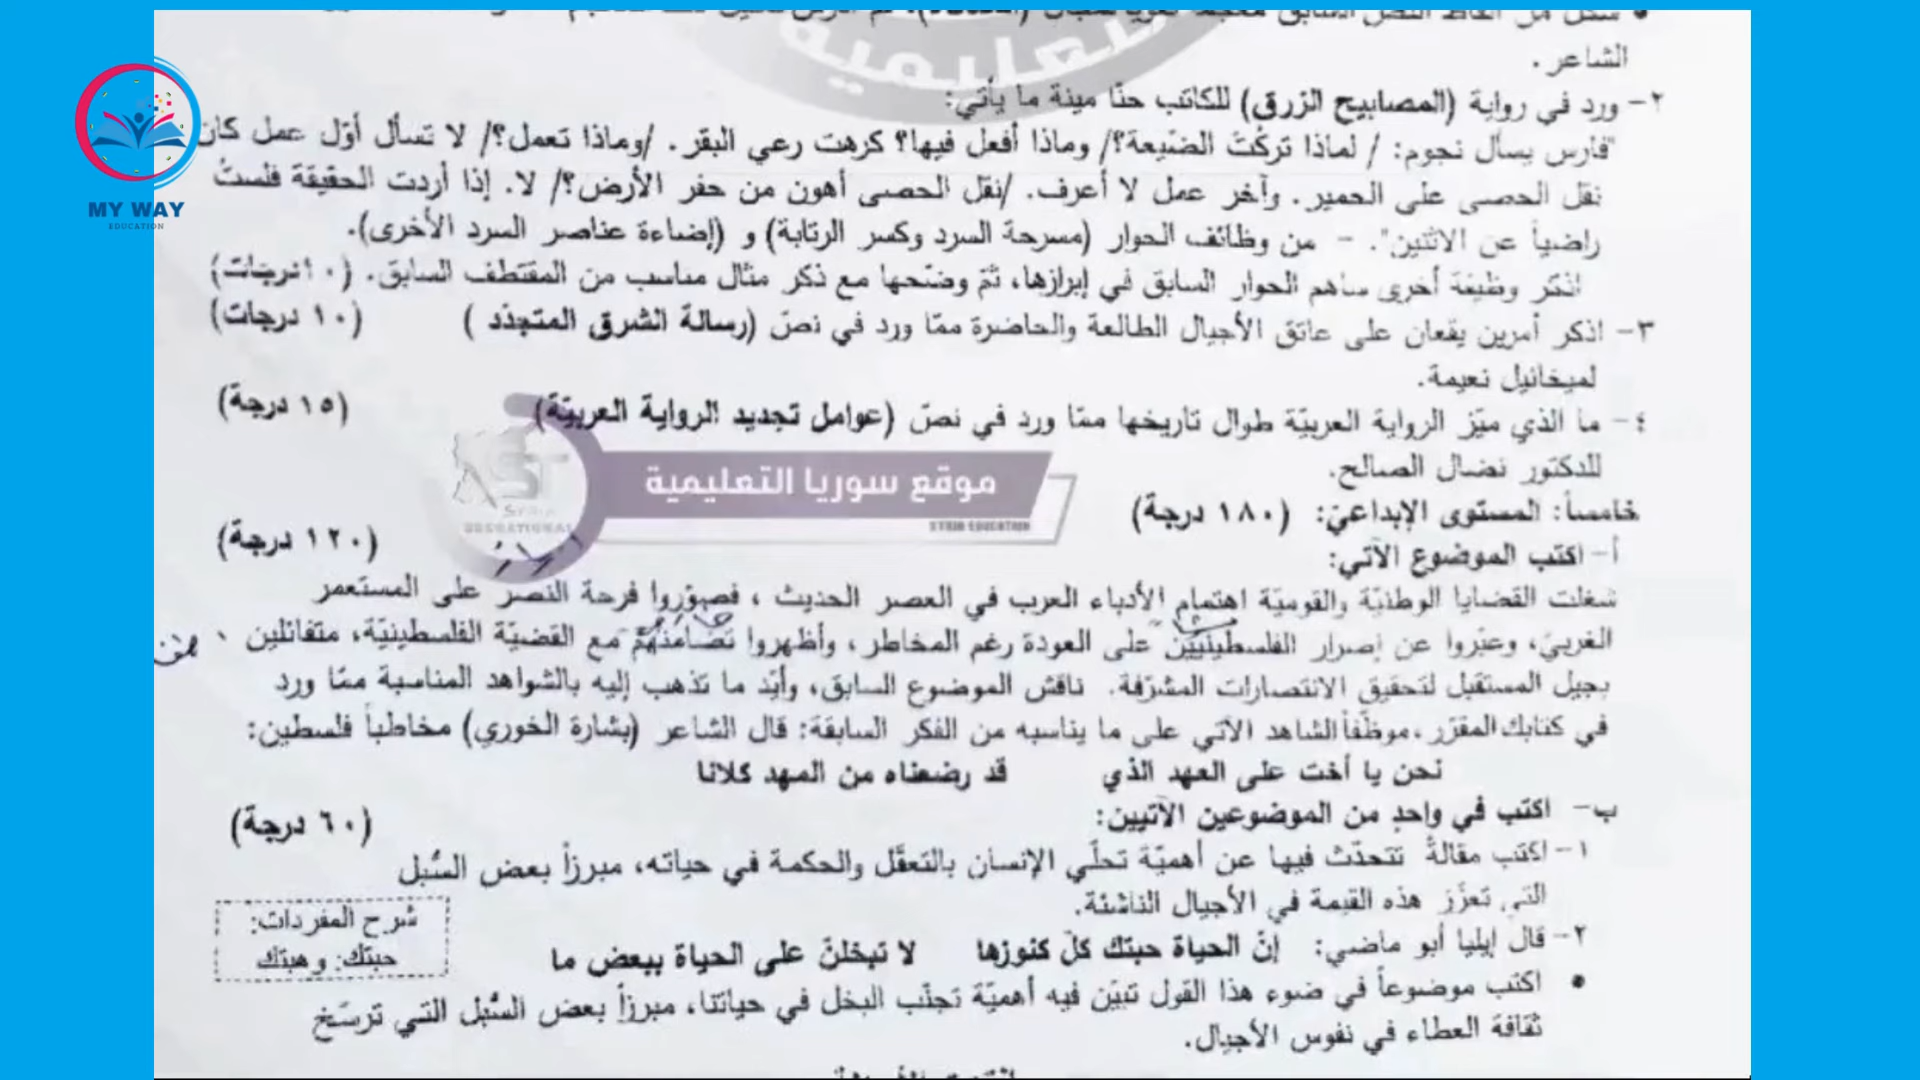 الشاعر.
٢- ورد في رواية (المصابيح الزرق) للكاتب حنّا مينة ما يأتي:
"فارس يسأل نجوم: / لماذا تركْتَ الضّيعة؟/ وماذا أفعل فيها؟ كرهت رعي البقر. /وماذا تعمل؟/ لا تسأل أوّل عمل كان
نقل الحصى على الحمير. وآخر عمل لا أعرف. /نقل الحصى أهون من حفر الأرض؟/ لا. إذا أردت الحقيقة فلستُ
راضياً عن الاثنين". - من وظائف الحوار (مسرحة السرد وكسر الرتابة) و (إضاءة عناصر السرد الأخرى).
اذكر وظيفة أخرى ساهم الحوار السابق في إبرازها، ثمّ وضّحها مع ذكر مثال مناسب من المقتطف السابق. (١٠ درجات)
٣- اذكر أمرين يقعان على عاتق الأجيال الطالعة والحاضرة ممّا ورد في نصّ (رسالة الشرق المتجدّد ) (١٠ درجات)
لميخائيل نعيمة.
٤- ما الذي ميّز الرواية العربيّة طوال تاريخها ممّا ورد في نصّ (عوامل تجديد الرواية العربيّة) (١٥ درجة)
للدكتور نضال الصالح.
موقع سوريا التعليمية
SYRIA EDUCATION
خامساً: المستوى الإبداعيّ: (١٨٠ درجة)
أ- اكتب الموضوع الآتي: (١٢٠ درجة)
شغلت القضايا الوطنيّة والقوميّة اهتمام الأدباء العرب في العصر الحديث ، فصوّروا فرحة النصر على المستعمر
الغربيّ، وعبّروا عن إصرار الفلسطينيّين على العودة رغم المخاطر، وأظهروا تضامنهم مع القضيّة الفلسطينيّة، متفائلين
بجيل المستقبل لتحقيق الانتصارات المشرّفة. ناقش الموضوع السابق، وأيّد ما تذهب إليه بالشواهد المناسبة ممّا ورد
في كتابك المقرّر، موظّفاً الشاهد الآتي على ما يناسبه من الفكر السابقة: قال الشاعر (بشارة الخوري) مخاطباً فلسطين:
نحن يا أخت على العهد الذي قد رضعناه من المهد كلانا
ب- اكتب في واحدٍ من الموضوعين الآتيين: (٦٠ درجة)
١- اكتب مقالةً تتحدّث فيها عن أهميّة تحلّي الإنسان بالتعقّل والحكمة في حياته، مبرزاً بعض السُّبل
التي تعزّز هذه القيمة في الأجيال الناشئة.
شرح المفردات:
حبتك: وهبتك
٢- قال إيليا أبو ماضي: إنّ الحياة حبتك كلّ كنوزها لا تبخلنّ على الحياة ببعض ما
• اكتب موضوعاً في ضوء هذا القول تبيّن فيه أهميّة تجنّب البخل في حياتنا، مبرزاً بعض السُّبل التي ترسّخ
ثقافة العطاء في نفوس الأجيال.
MY WAY
EDUCATION